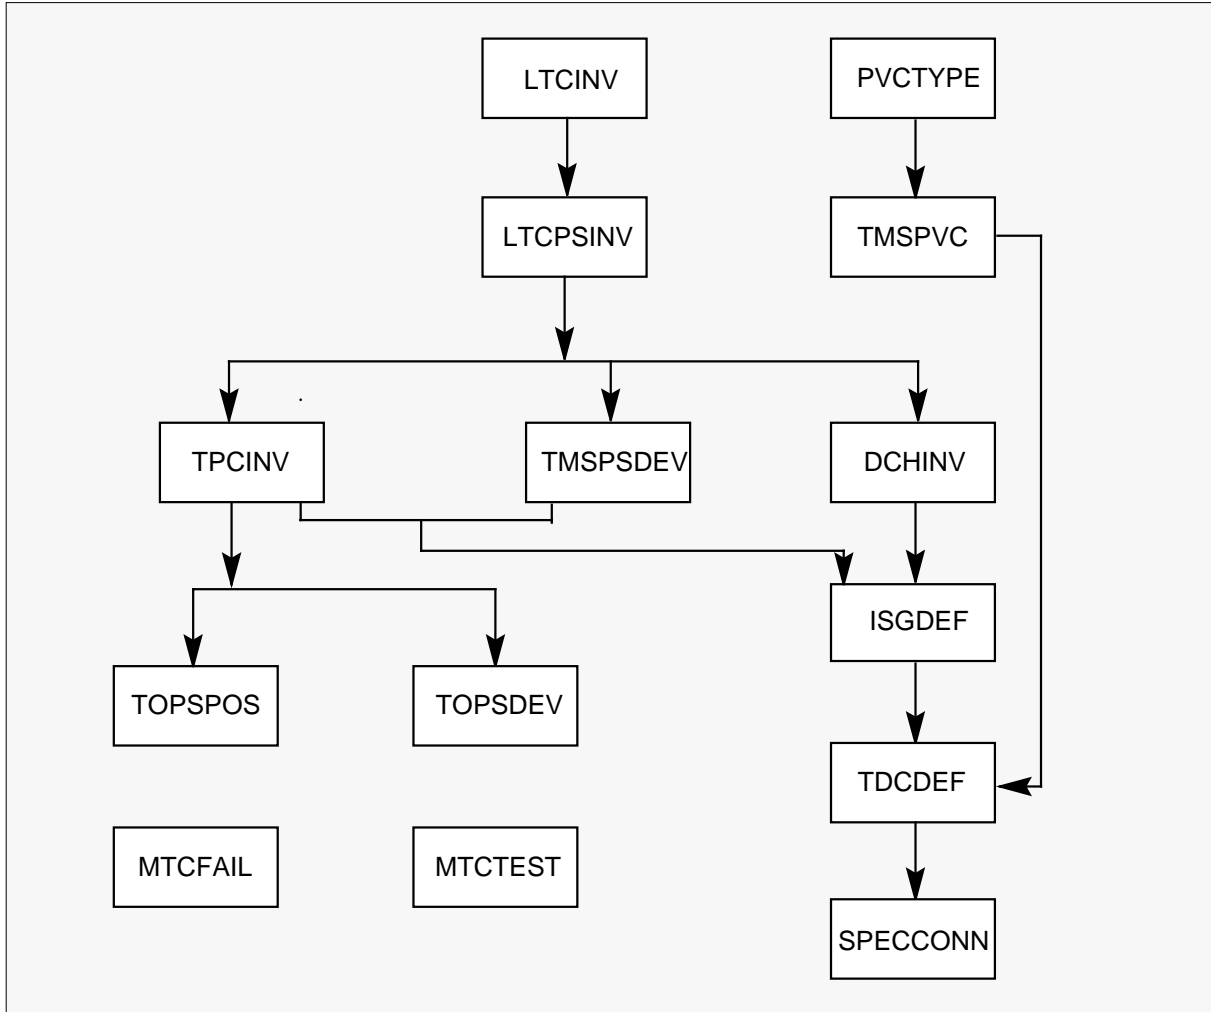 LTCINV
PVCTYPE
LTCPSINV
TMSPVC
TPCINV
TMSPSDEV
DCHINV
ISGDEF
TOPSPOS
TOPSDEV
TDCDEF
MTCFAIL
MTCTEST
SPECCONN